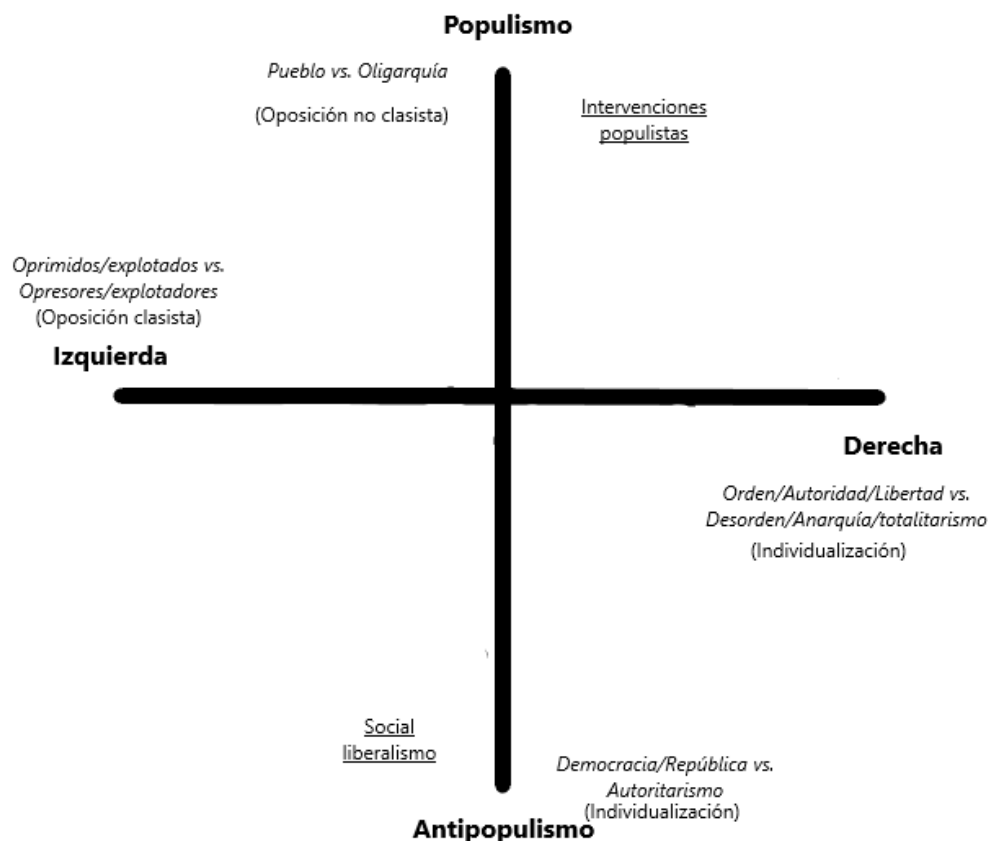 Populismo
Pueblo vs. Oligarquía
(Oposición no clasista)
Intervenciones
populistas
Oprimidos/explotados vs.
Opresores/explotadores
(Oposición clasista)
Izquierda
Derecha
Orden/Autoridad/Libertad vs.
Desorden/Anarquía/totalitarismo
(Individualización)
Social
liberalismo
Democracia/República vs.
Autoritarismo
(Individualización)
Antipopulismo